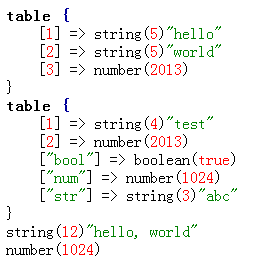 table {
    [1] => string(5)"hello"
    [2] => string(5)"world"
    [3] => number(2013)
}
table {
    [1] => string(4)"test"
    [2] => number(2013)
    ["bool"] => boolean(true)
    ["num"] => number(1024)
    ["str"] => string(3)"abc"
}
string(12)"hello, world"
number(1024)